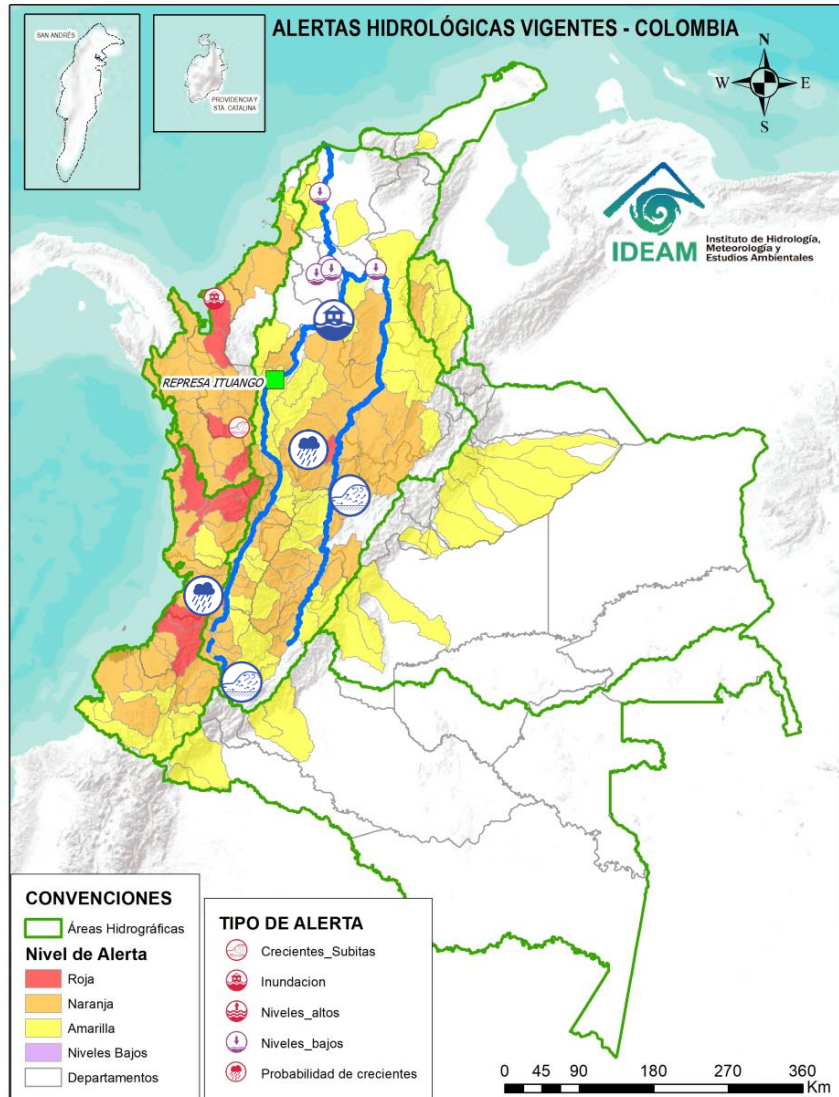 SAN ANDRÉS
PROVIDENCIA Y
STA. CATALINA
ALERTAS HIDROLÓGICAS VIGENTES - COLOMBIA
N
W
E
S
IDEAM
Instituto de Hidrología,
Meteorología y
Estudios Ambientales
REPRESA ITUANGO
CONVENCIONES
Áreas Hidrográficas
Nivel de Alerta
Roja
Naranja
Amarilla
Niveles Bajos
Departamentos
TIPO DE ALERTA
Crecientes_Subitas
Inundacion
Niveles_altos
Niveles_bajos
Probabilidad de crecientes
0 45 90 180 270 360
Km